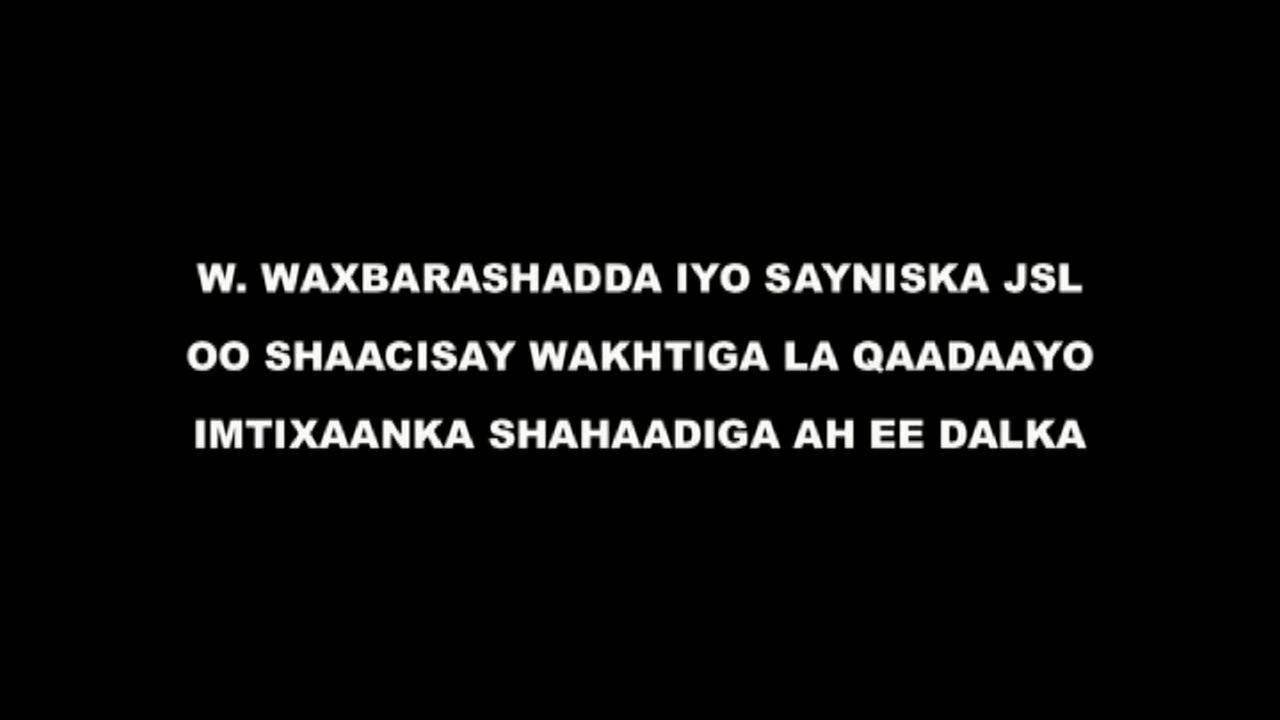 W. WAXBARASHADDA IYO SAYNISKA JSL
OO SHAACISAY WAKHTIGA LA QAADAAYO
IMTIXAANKA SHAHAADIGA AH EE DALKA